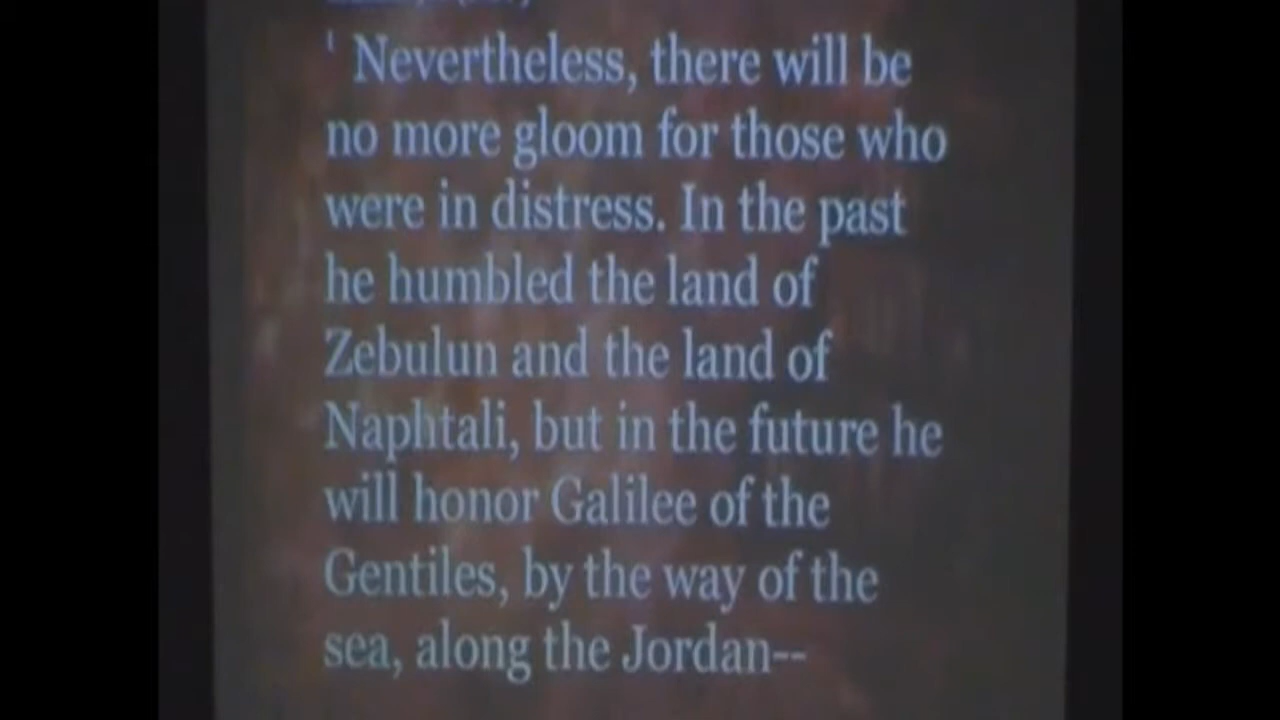 1 Nevertheless, there will be
no more gloom for those who
were in distress. In the past
he humbled the land of
Zebulun and the land of
Naphtali, but in the future he
will honor Galilee of the
Gentiles, by the way of the
sea, along the Jordan--